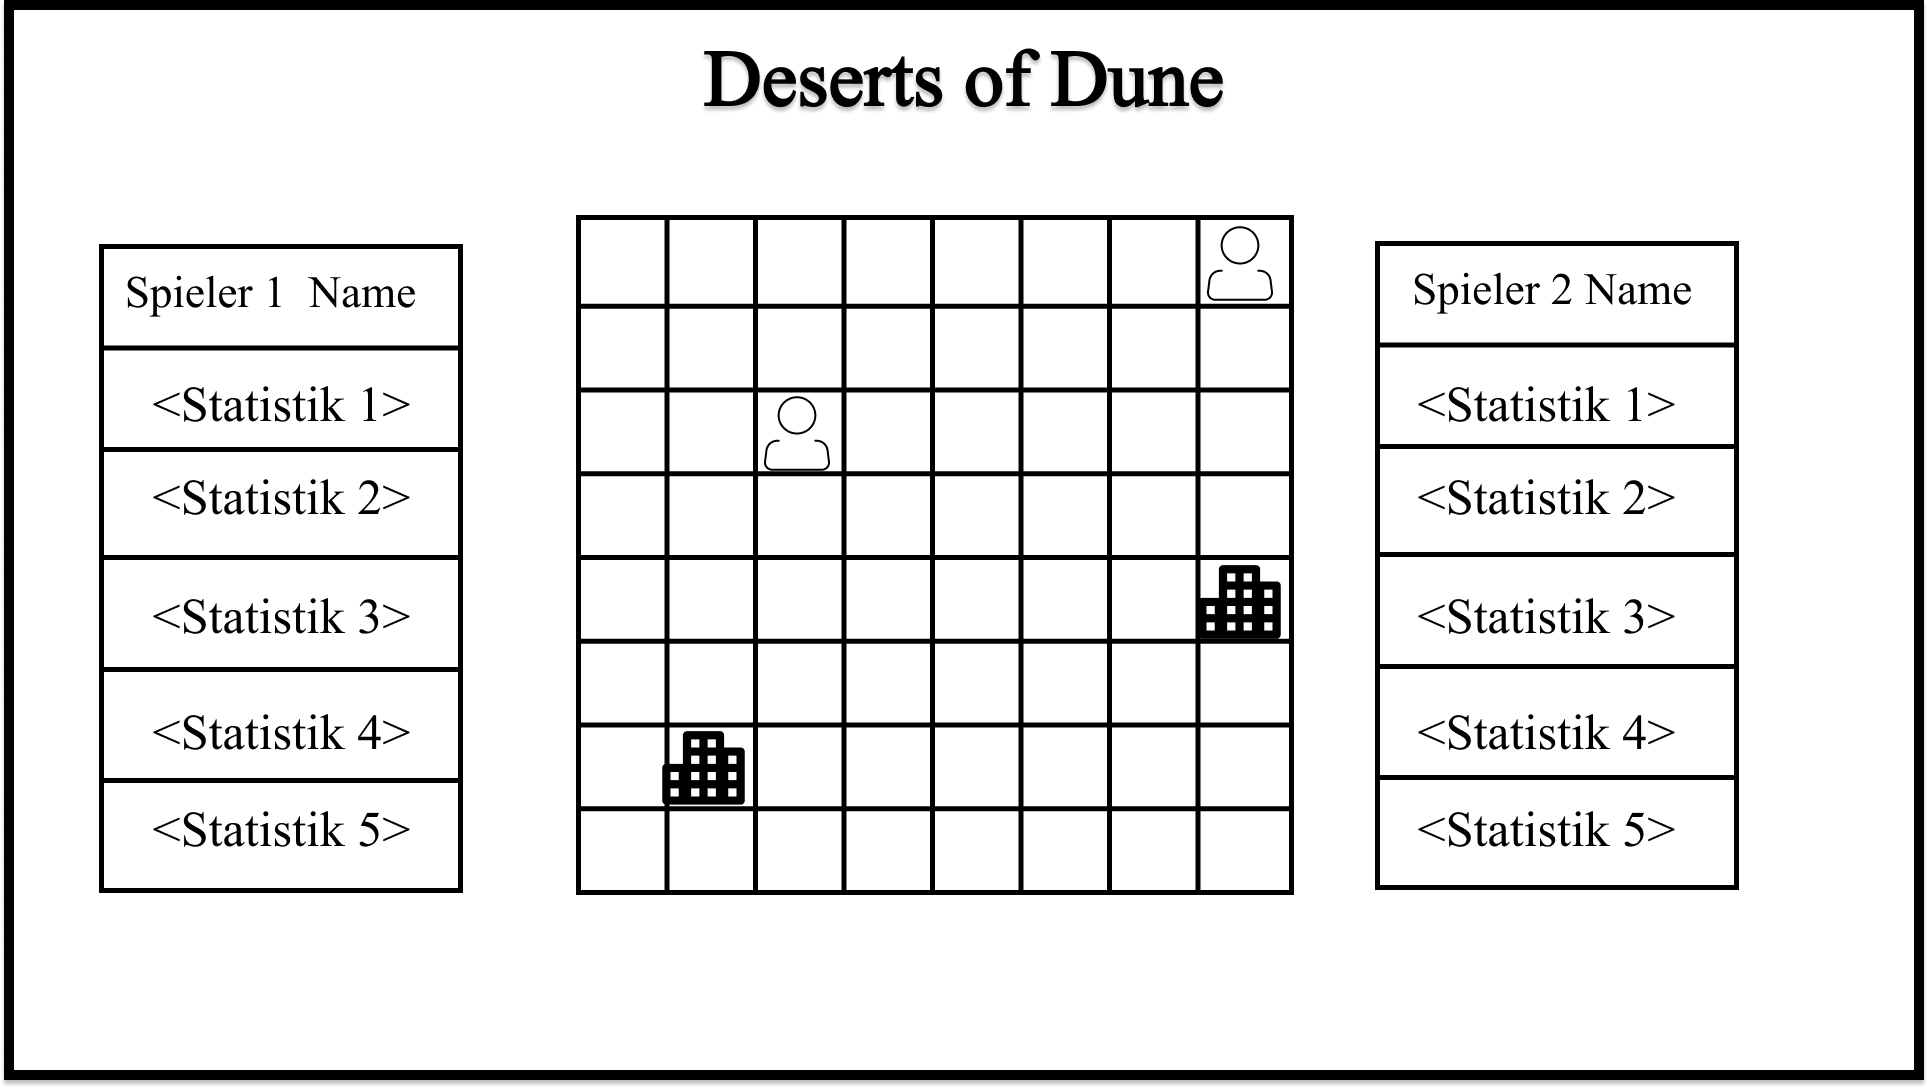 Deserts of Dune
Spieler 1  Name
<Statistik 1>
<Statistik 2>
<Statistik 3>
<Statistik 4>
<Statistik 5>
Spieler 2 Name
<Statistik 1>
<Statistik 2>
<Statistik 3>
<Statistik 4>
<Statistik 5>